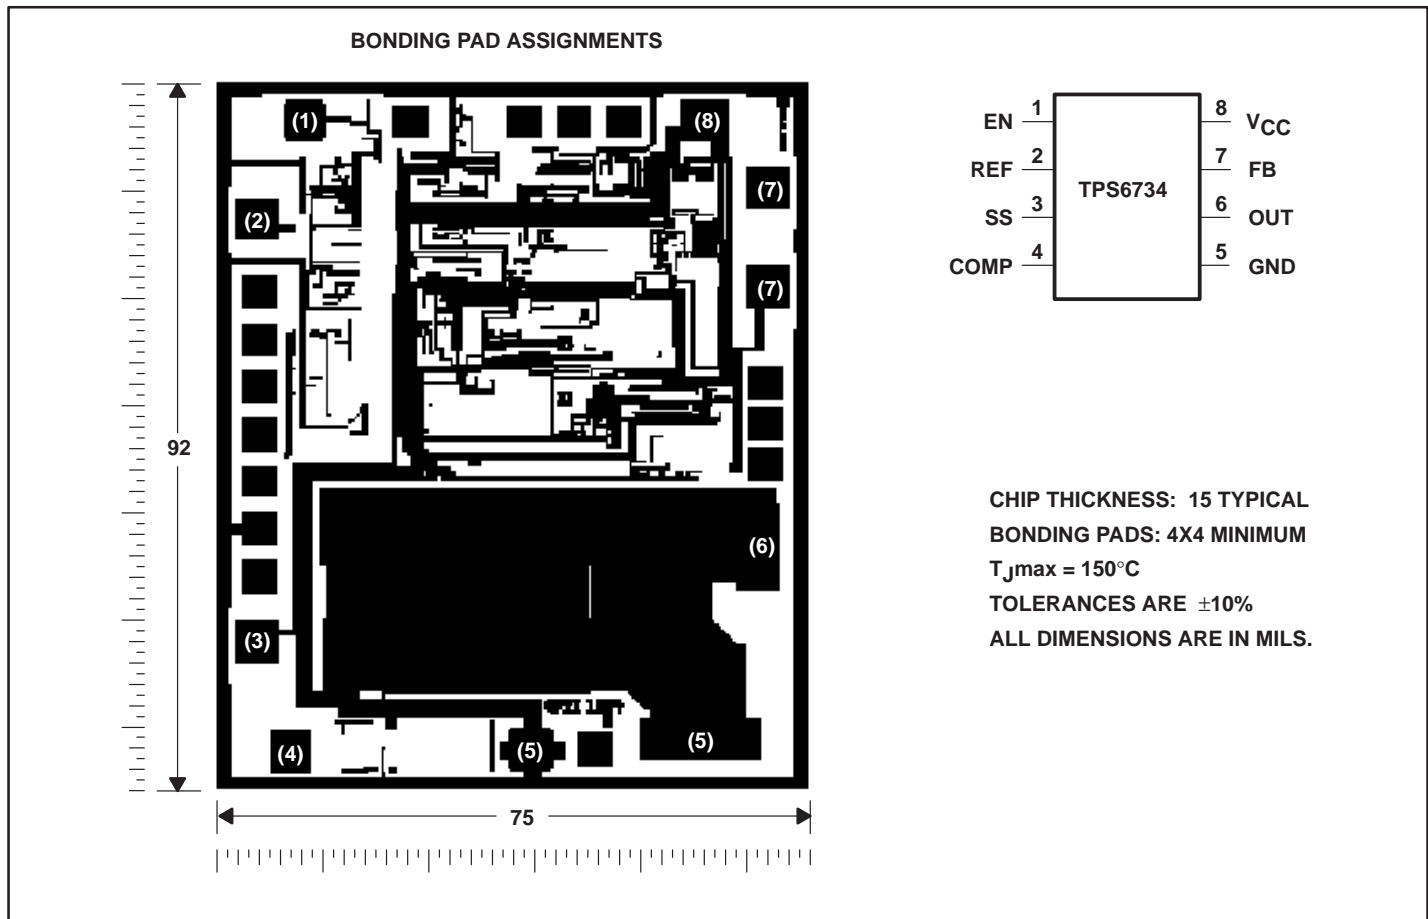 BONDING PAD ASSIGNMENTS
(1)
(8)
(7)
(2)
(7)
92
(6)
(3)
(4)
(5)
(5)
75
EN 1
REF 2
SS 3
COMP 4
TPS6734
8 VCC
7 FB
6 OUT
5 GND
CHIP THICKNESS: 15 TYPICAL
BONDING PADS: 4X4 MINIMUM
TJmax = 150°C
TOLERANCES ARE ±10%
ALL DIMENSIONS ARE IN MILS.